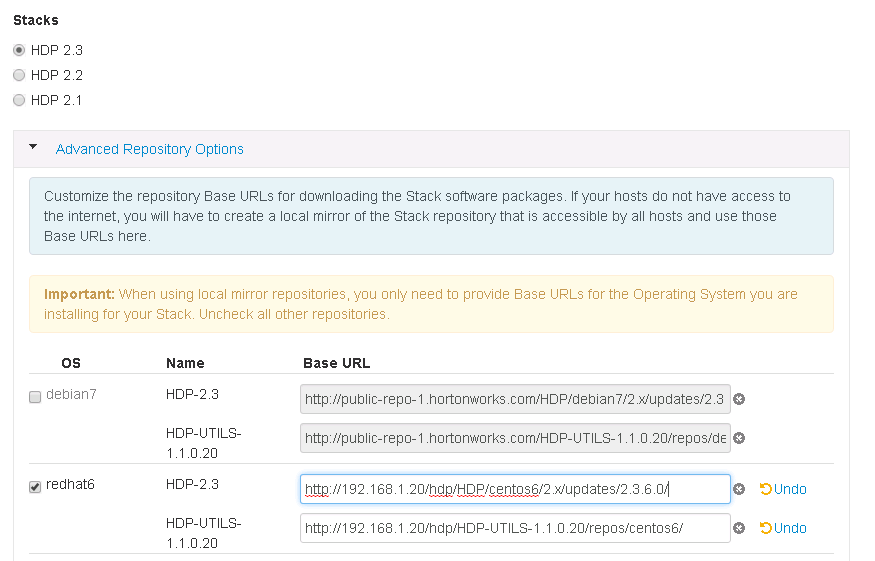 Stacks
HDP 2.3
HDP 2.2
HDP 2.1
Advanced Repository Options
Customize the repository Base URLs for downloading the Stack software packages. If your hosts do not have access to
the internet, you will have to create a local mirror of the Stack repository that is accessible by all hosts and use those
Base URLs here.
Important: When using local mirror repositories, you only need to provide Base URLs for the Operating System you are
installing for your Stack. Uncheck all other repositories.
OS Name Base URL
debian7 HDP-2.3 http://public-repo-1.hortonworks.com/HDP/debian7/2.x/updates/2.3
HDP-UTILS- http://public-repo-1.hortonworks.com/HDP-UTILS-1.1.0.20/repos/de
1.1.0.20
redhat6 HDP-2.3 http://192.168.1.20/hdp/HDP/centos6/2.x/updates/2.3.6.0/ Undo
HDP-UTILS- http://192.168.1.20/hdp/HDP-UTILS-1.1.0.20/repos/centos6/ Undo
1.1.0.20